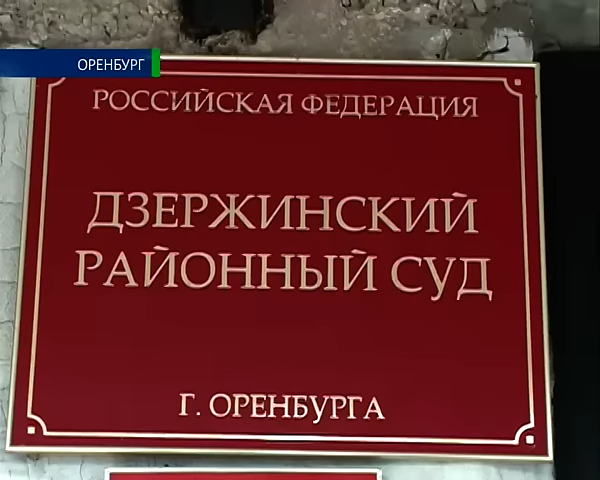 ОРЕНБУРГ
РОССИЙСКАЯ ФЕДЕРАЦИЯ
ДЗЕРЖИНСКИЙ
РАЙОННЫЙ СУД
Г. ОРЕНБУРГА